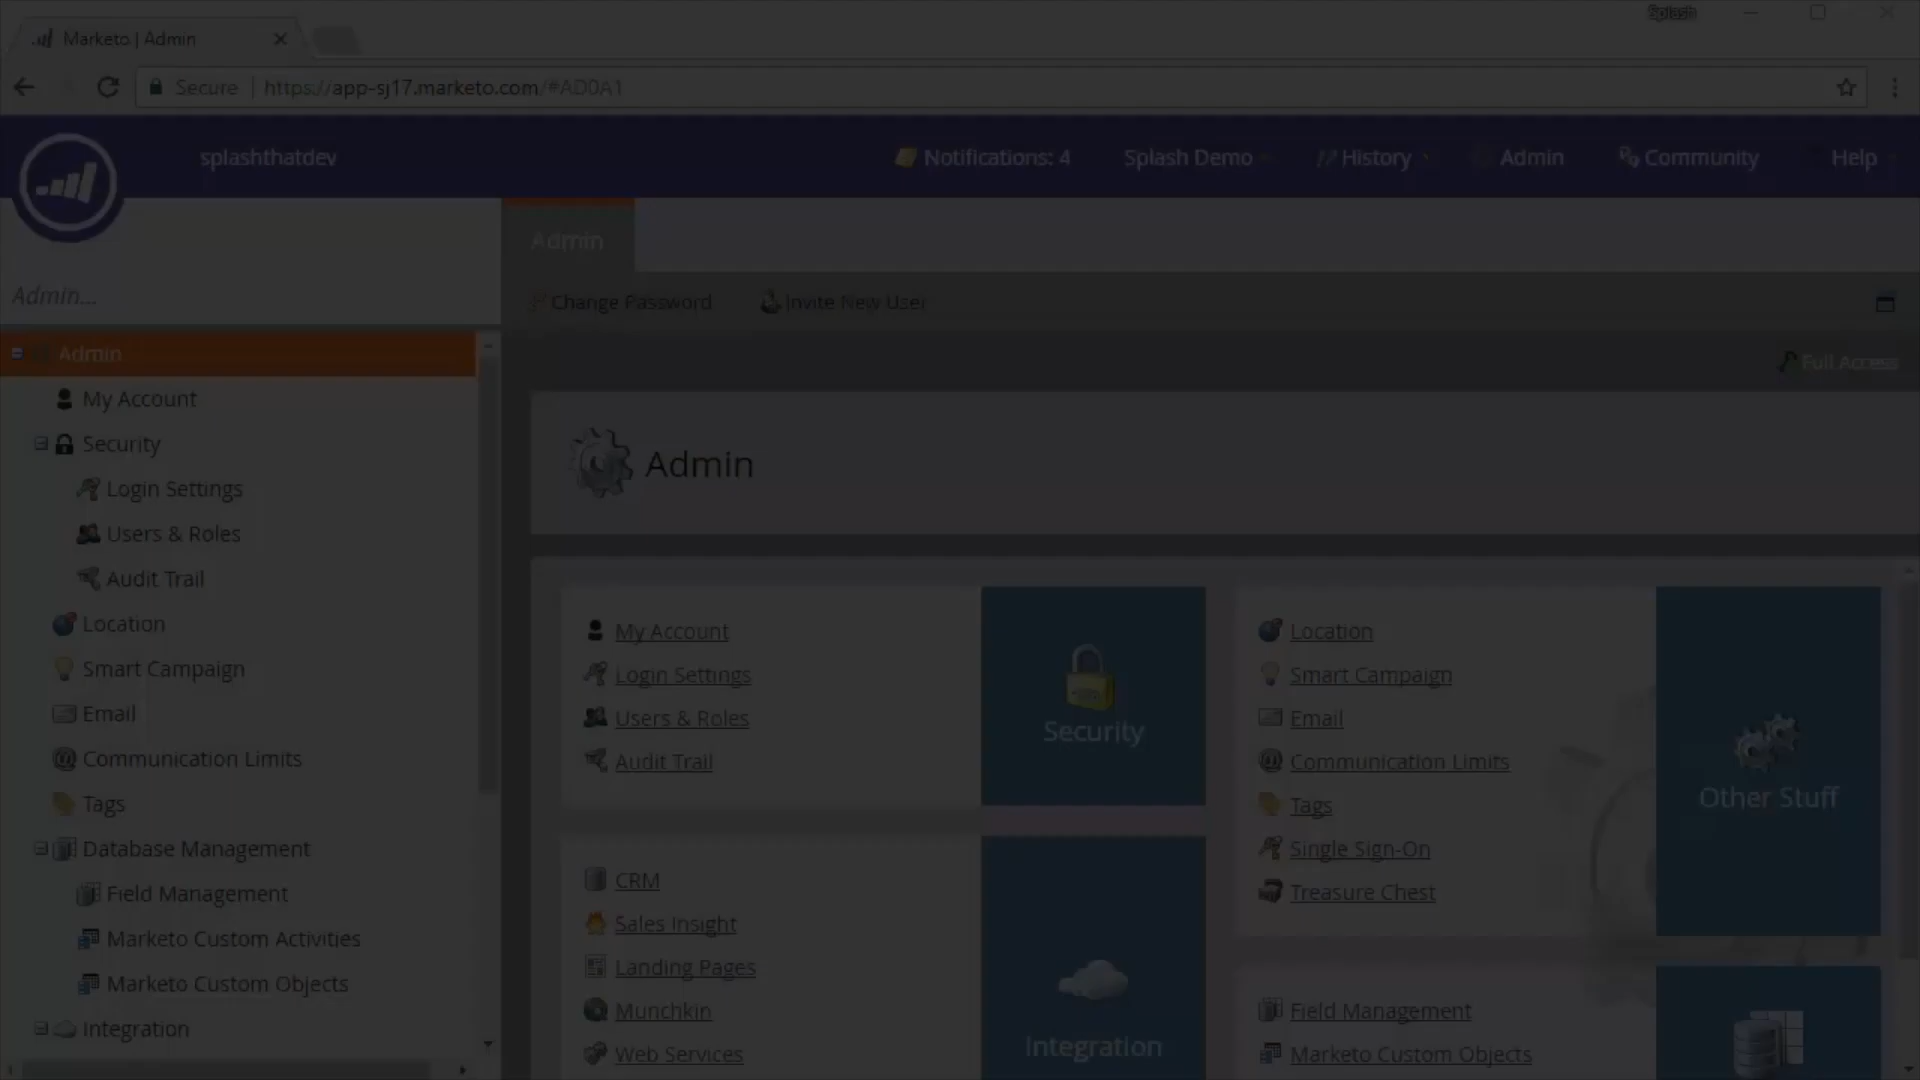 Splash
Marketo | Admin
Secure | https://app-sj17.marketo.com/#AD0A1
splashthatdev
Notifications: 4
Splash Demo
History
Admin
Community
Help
Admin
Admin...
Change Password
Invite New User
Full Access
Admin
My Account
Security
Login Settings
Users & Roles
Audit Trail
Location
Smart Campaign
Email
Communication Limits
Tags
Database Management
Field Management
Marketo Custom Activities
Marketo Custom Objects
Integration
Admin
My Account
Login Settings
Users & Roles
Audit Trail
Security
Location
Smart Campaign
Email
Communication Limits
Tags
Single Sign-On
Treasure Chest
Other Stuff
CRM
Sales Insight
Landing Pages
Munchkin
Web Services
Integration
Field Management
Marketo Custom Objects